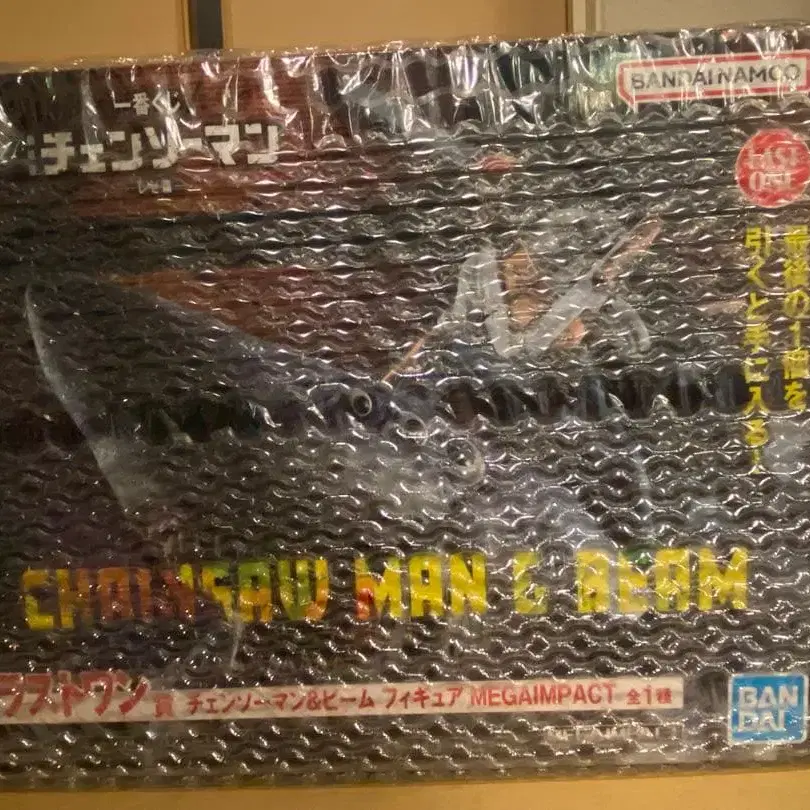 BANDAI NAMCO
一番くじ
チェンソーマン
LAST ONE
最後の1個を
引くと手に入る!
CHAINSAW MAN & BEAM
ラストワン賞 チェンソーマン&ビーム フィギュア MEGAIMPACT 全1種
BANDAI